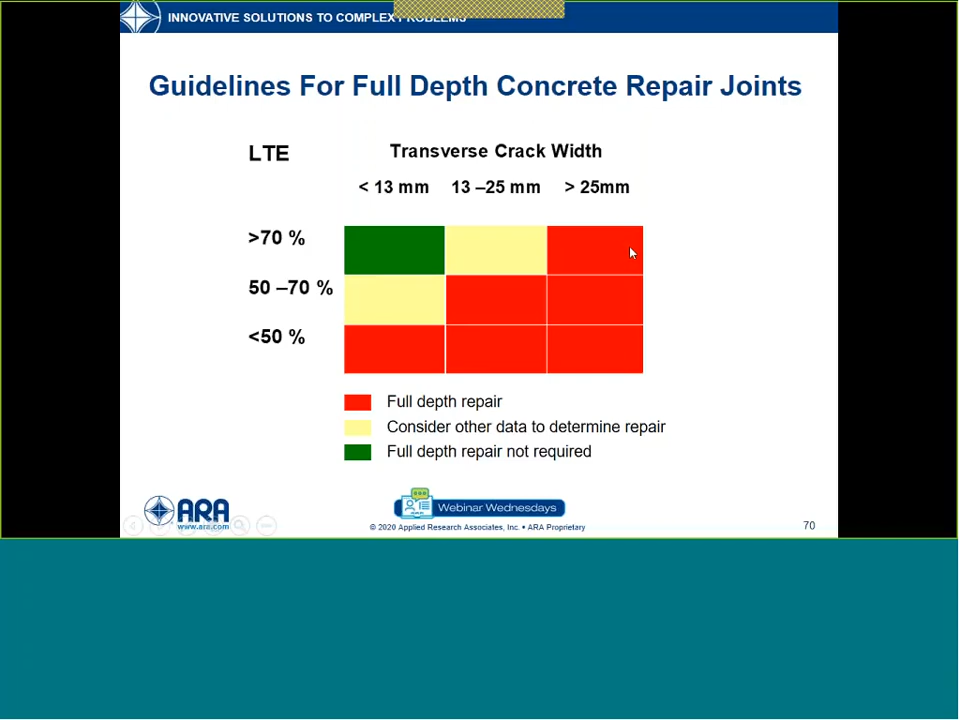 INNOVATIVE SOLUTIONS TO COMPLEX PROBLEMS
Guidelines For Full Depth Concrete Repair Joints
LTE
Transverse Crack Width
< 13 mm 13 –25 mm > 25mm
>70 %
50 –70 %
<50 %
Full depth repair
Consider other data to determine repair
Full depth repair not required
ARA
www.ara.com
Webinar Wednesdays
© 2020 Applied Research Associates, Inc. • ARA Proprietary
70